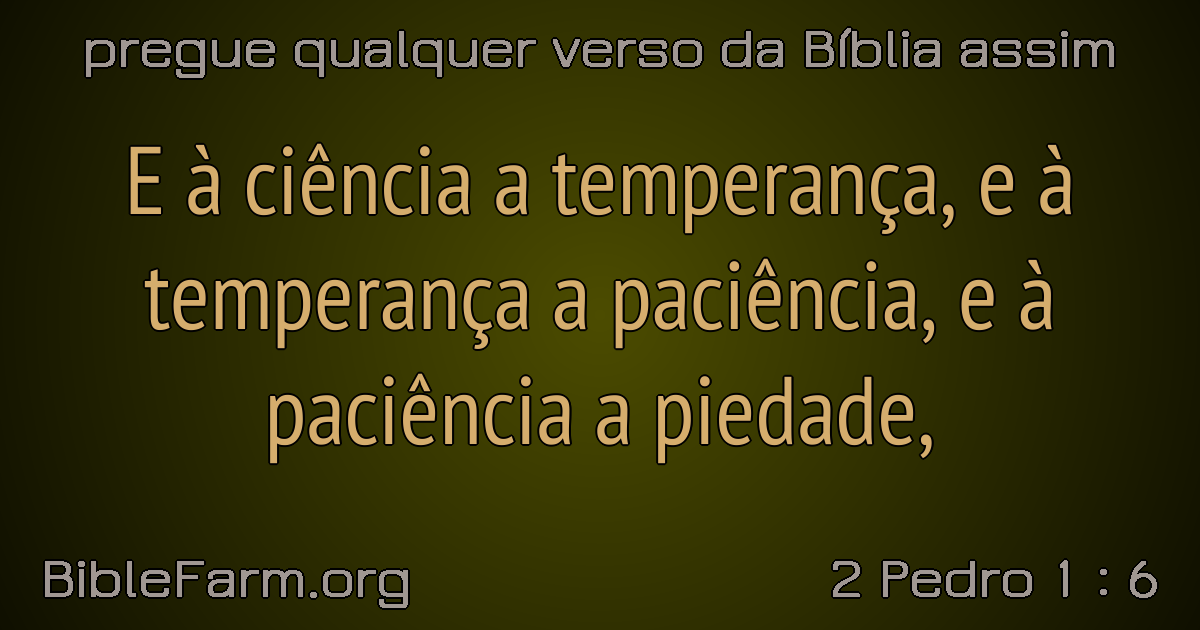 pregue qualquer verso da Bíblia assim
E à ciência a temperança, e à
temperança a paciência, e à
paciência a piedade,
BibleFarm.org
2 Pedro 1 : 6